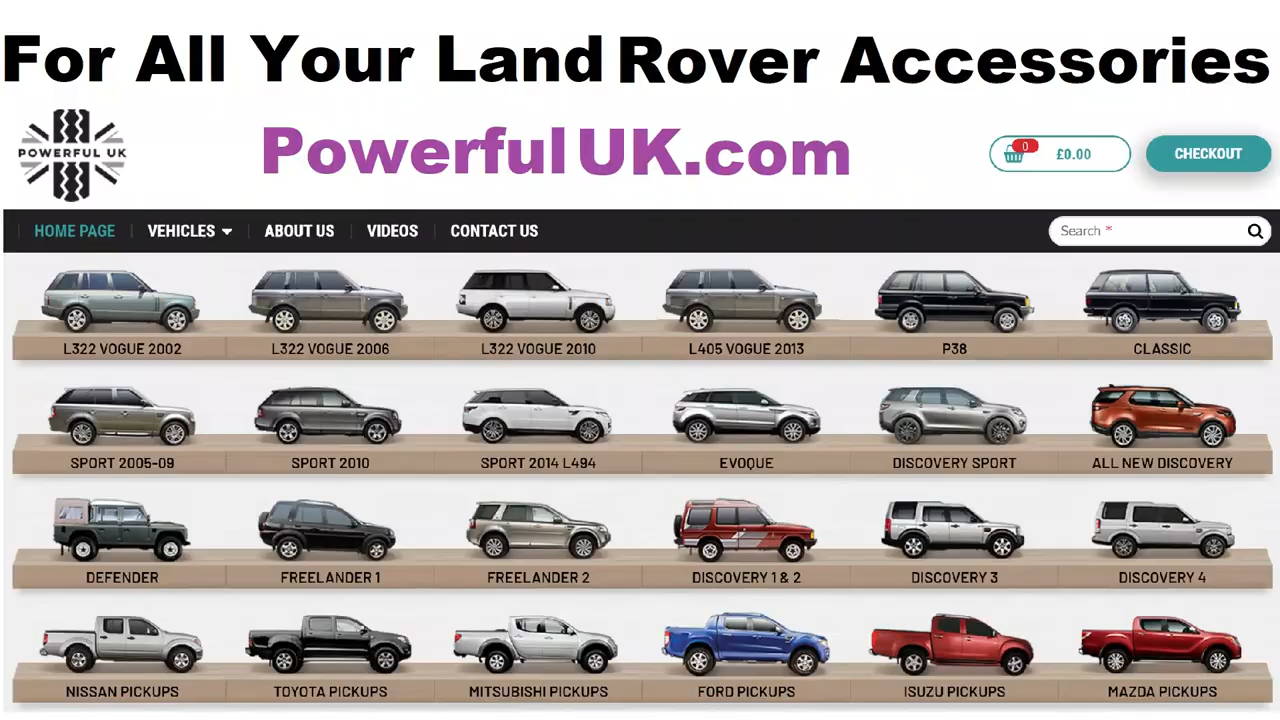 For All Your Land Rover Accessories
POWERFUL UK
PowerfulUK.com
0
£0.00
CHECKOUT
HOME PAGE
VEHICLES
ABOUT US
VIDEOS
CONTACT US
Search *
L322 VOGUE 2002
L322 VOGUE 2006
L322 VOGUE 2010
L405 VOGUE 2013
P38
CLASSIC
SPORT 2005-09
SPORT 2010
SPORT 2014 L494
EVOQUE
DISCOVERY SPORT
ALL NEW DISCOVERY
DEFENDER
FREELANDER 1
FREELANDER 2
DISCOVERY 1 & 2
DISCOVERY 3
DISCOVERY 4
NISSAN PICKUPS
TOYOTA PICKUPS
MITSUBISHI PICKUPS
FORD PICKUPS
ISUZU PICKUPS
MAZDA PICKUPS